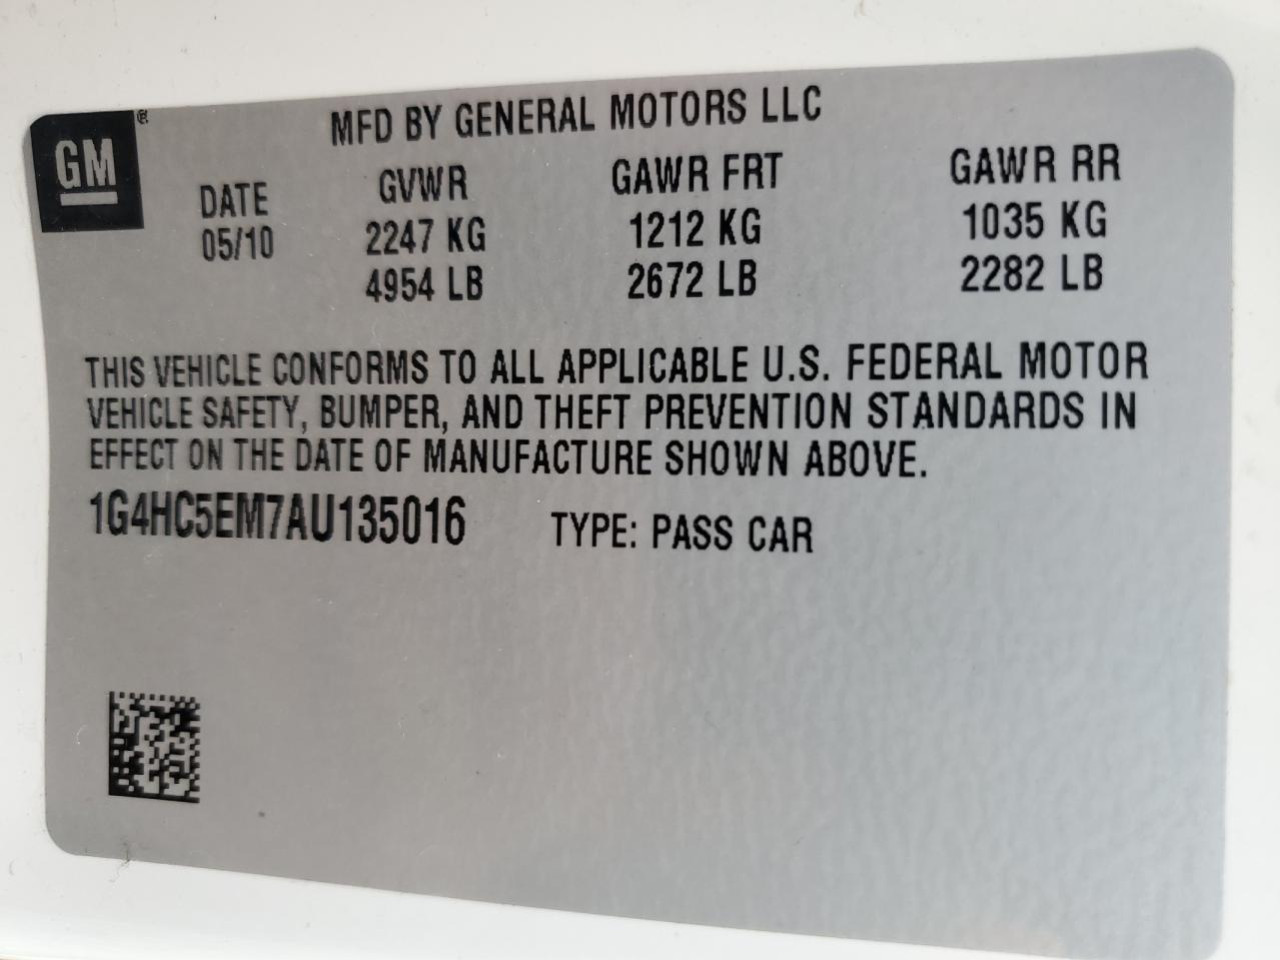 GM®
MFD BY GENERAL MOTORS LLC
DATE GVWR GAWR FRT GAWR RR
05/10 2247 KG 1212 KG 1035 KG
4954 LB 2672 LB 2282 LB
THIS VEHICLE CONFORMS TO ALL APPLICABLE U.S. FEDERAL MOTOR
VEHICLE SAFETY, BUMPER, AND THEFT PREVENTION STANDARDS IN
EFFECT ON THE DATE OF MANUFACTURE SHOWN ABOVE.
1G4HC5EM7AU135016 TYPE: PASS CAR